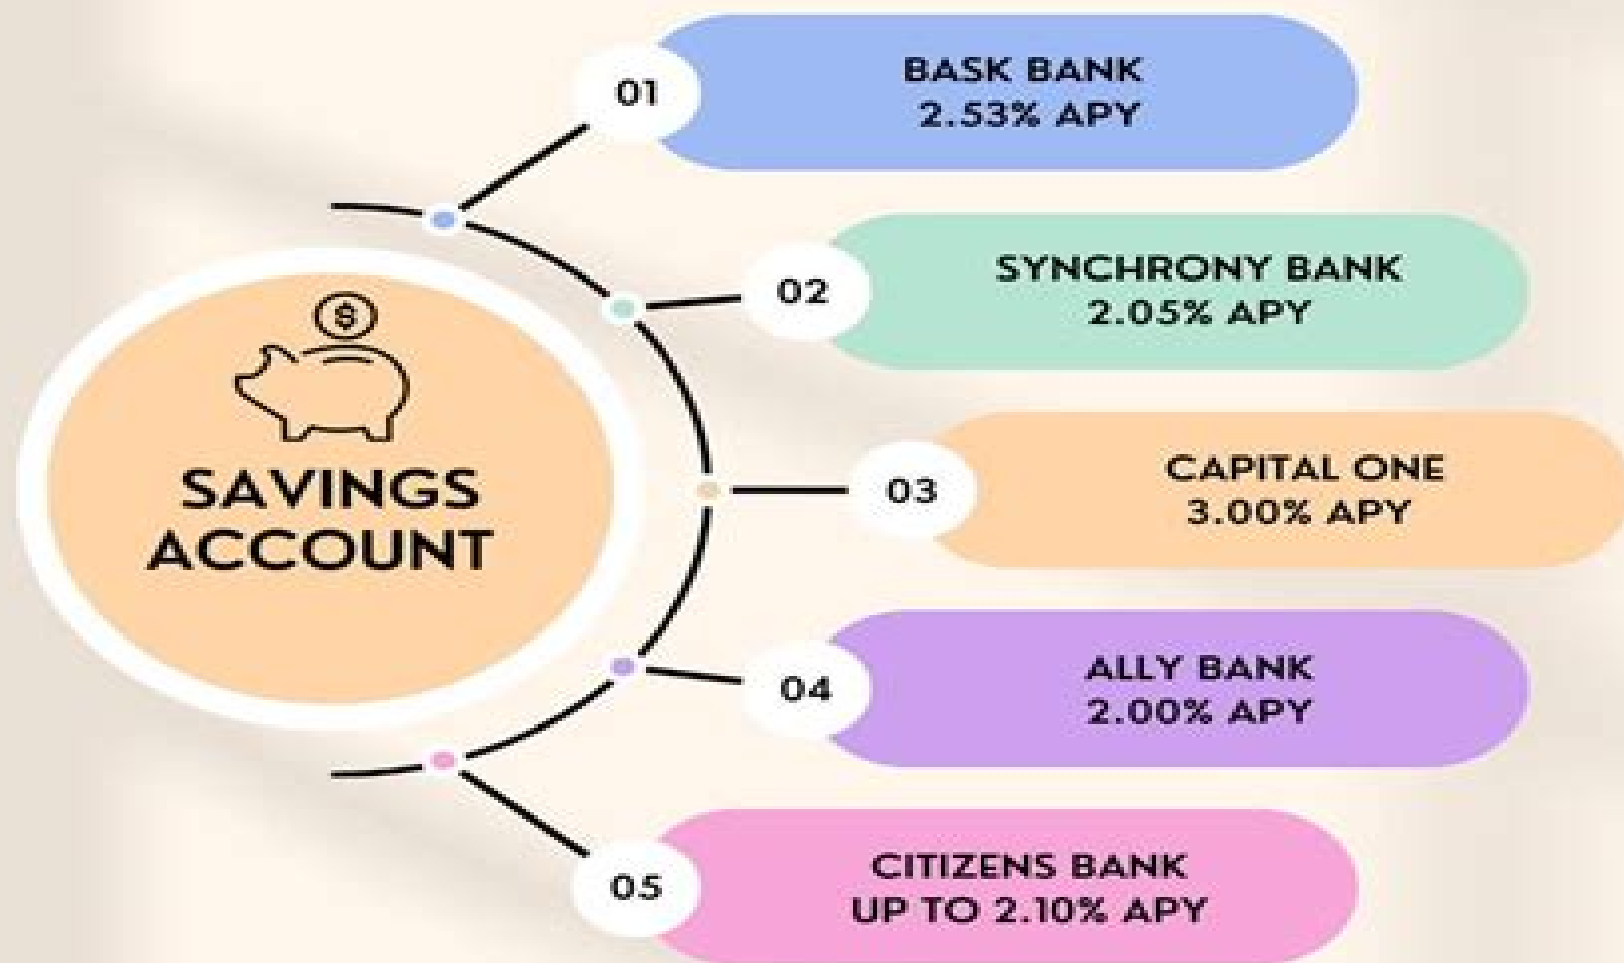 01
BASK BANK
2.53% APY
02
SYNCHRONY BANK
2.05% APY
$
SAVINGS
ACCOUNT
03
CAPITAL ONE
3.00% APY
04
ALLY BANK
2.00% APY
05
CITIZENS BANK
UP TO 2.10% APY